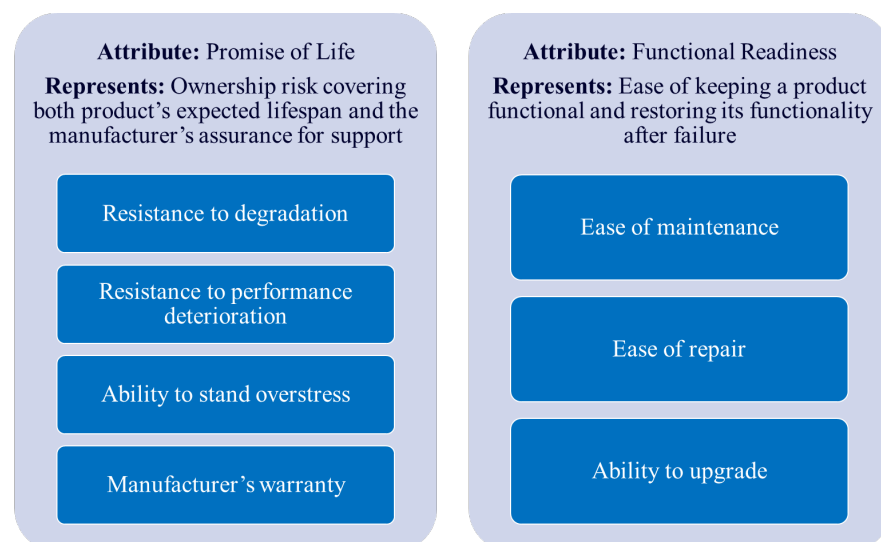 Attribute: Promise of Life
Represents: Ownership risk covering
both product’s expected lifespan and the
manufacturer’s assurance for support
Resistance to degradation
Resistance to performance
deterioration
Ability to stand overstress
Manufacturer’s warranty
Attribute: Functional Readiness
Represents: Ease of keeping a product
functional and restoring its functionality
after failure
Ease of maintenance
Ease of repair
Ability to upgrade